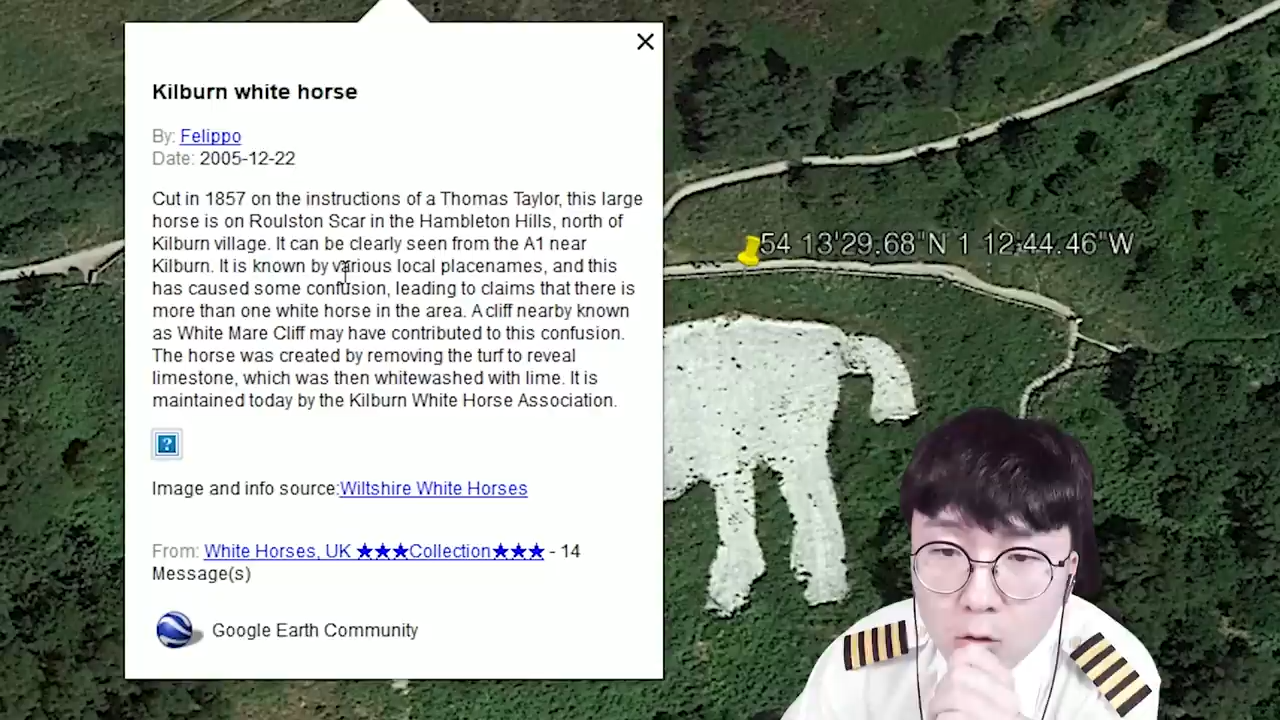 Kilburn white horse
By: Felippo
Date: 2005-12-22
Cut in 1857 on the instructions of a Thomas Taylor, this large
horse is on Roulston Scar in the Hambleton Hills, north of
Kilburn village. It can be clearly seen from the A1 near
Kilburn. It is known by various local placenames, and this
has caused some confusion, leading to claims that there is
more than one white horse in the area. A cliff nearby known
as White Mare Cliff may have contributed to this confusion.
The horse was created by removing the turf to reveal
limestone, which was then whitewashed with lime. It is
maintained today by the Kilburn White Horse Association.
?
Image and info source:Wiltshire White Horses
From: White Horses, UK ★★★Collection★★★ - 14
Message(s)
Google Earth Community
54 13'29.68"N 1 12'44.46"W